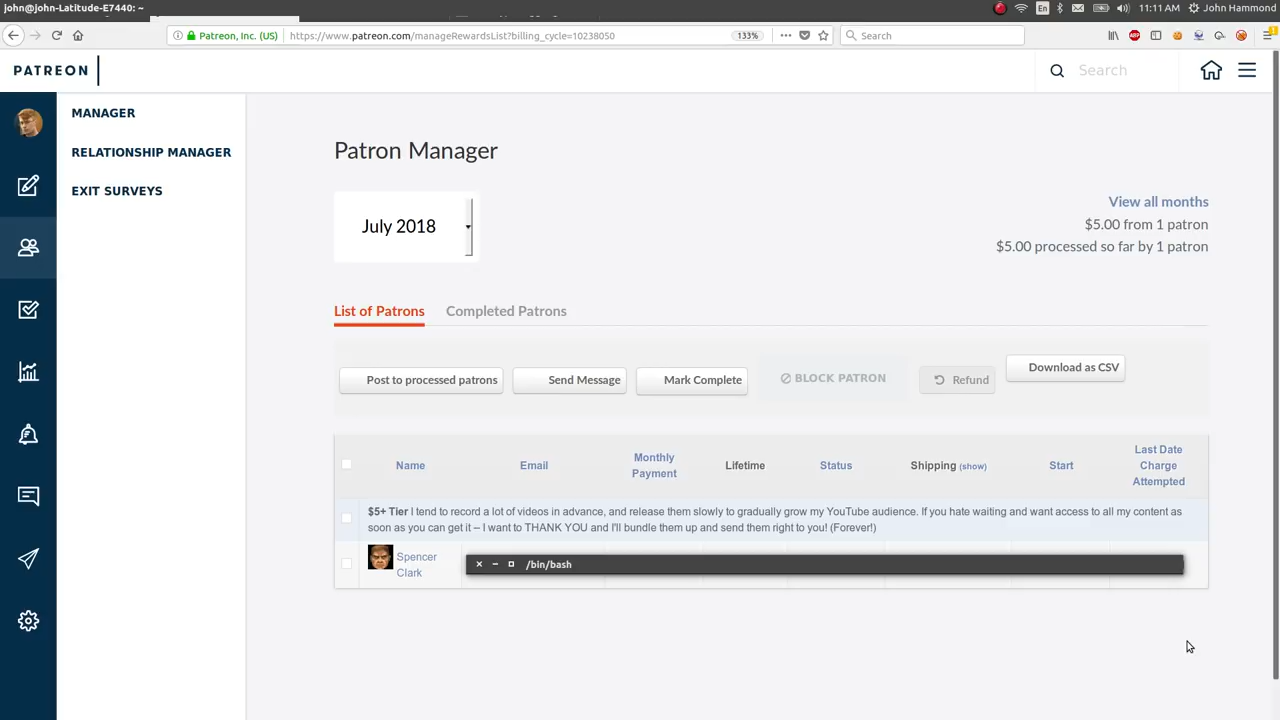 john@john-Latitude-E7440: ~
En
11:11 AM
John Hammond
Patreon, Inc. (US)
https://www.patreon.com/manageRewardsList?billing_cycle=10238050
133%
Search
ABP
PATREON
Search
MANAGER
RELATIONSHIP MANAGER
EXIT SURVEYS
Patron Manager
July 2018
View all months
$5.00 from 1 patron
$5.00 processed so far by 1 patron
List of Patrons
Completed Patrons
Post to processed patrons
Send Message
Mark Complete
BLOCK PATRON
Refund
Download as CSV
Name
Email
Monthly
Payment
Lifetime
Status
Shipping (show)
Start
Last Date
Charge
Attempted
$5+ Tier I tend to record a lot of videos in advance, and release them slowly to gradually grow my YouTube audience. If you hate waiting and want access to all my content as
soon as you can get it – I want to THANK YOU and I'll bundle them up and send them right to you! (Forever!)
Spencer
Clark
/bin/bash